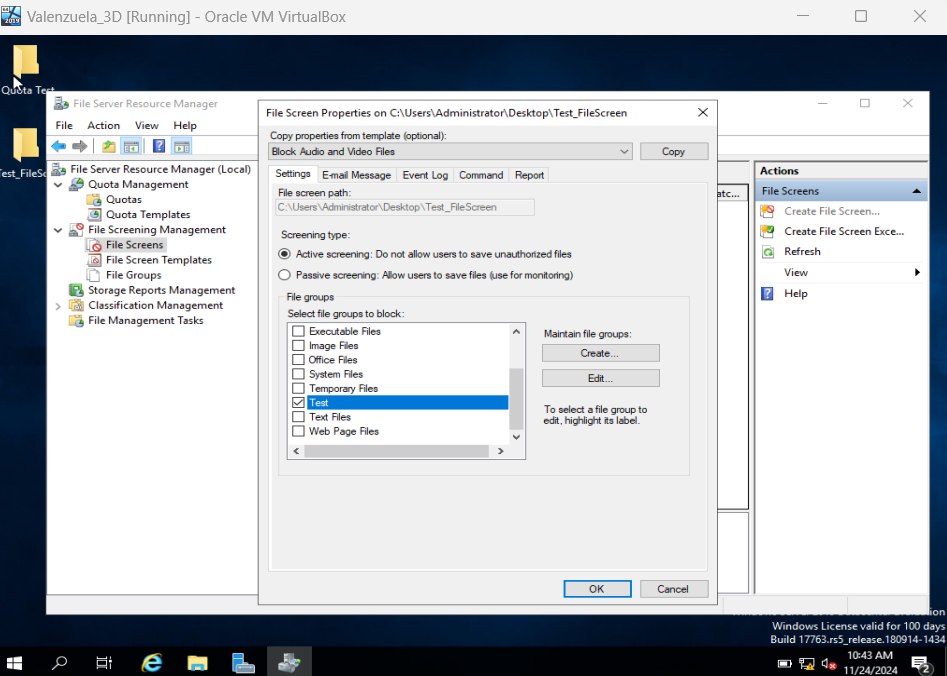 Valenzuela_3D [Running] - Oracle VM VirtualBox
Quota Test
Test_FileSc
File Server Resource Manager
File Action View Help
File Server Resource Manager (Local)
Quota Management
Quotas
Quota Templates
File Screening Management
File Screens
File Screen Templates
File Groups
Storage Reports Management
Classification Management
File Management Tasks
File Screen Properties on C:\Users\Administrator\Desktop\Test_FileScreen
Copy properties from template (optional):
Block Audio and Video Files
Copy
Settings E-mail Message Event Log Command Report
File screen path:
C:\Users\Administrator\Desktop\Test_FileScreen
Screening type:
Active screening: Do not allow users to save unauthorized files
Passive screening: Allow users to save files (use for monitoring)
File groups
Select file groups to block:
Executable Files
Image Files
Office Files
System Files
Temporary Files
Test
Text Files
Web Page Files
Maintain file groups:
Create...
Edit...
To select a file group to
edit, highlight its label.
OK Cancel
atc...
Actions
File Screens
Create File Screen...
Create File Screen Exce...
Refresh
View
Help
Windows License valid for 100 days
Build 17763.rs5_release.180914-1434
10:43 AM
11/24/2024
2